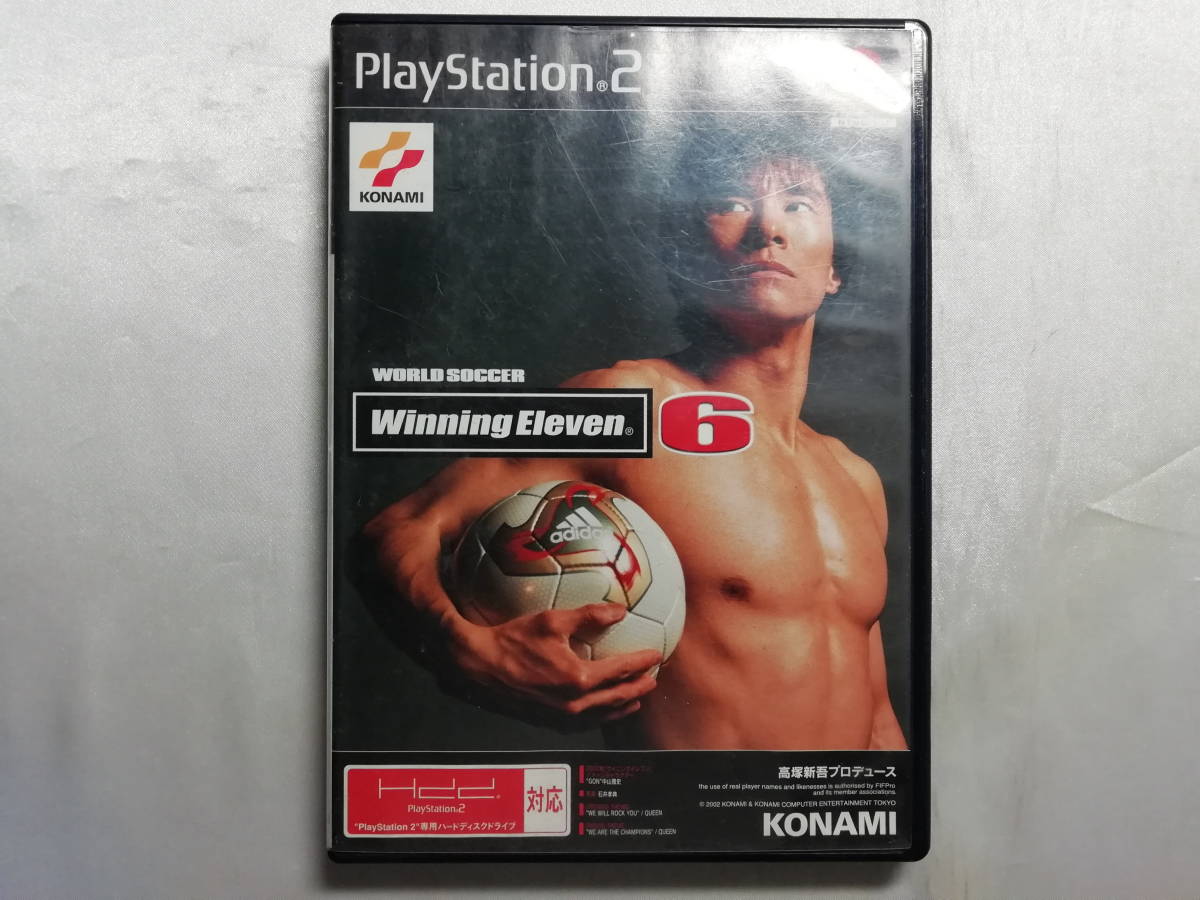 PlayStation®2
KONAMI
WORLD SOCCER
Winning Eleven® 6
adidas
PlayStation®2
対応
"PlayStation 2"専用ハードディスクドライブ
"GON"中山雅史
石井孝典
"WE WILL ROCK YOU" / QUEEN
"WE ARE THE CHAMPIONS" / QUEEN
高塚新吾プロデュース
the use of real player names and likenesses is authorised by FIFPro
and its member associations.
© 2002 KONAMI & KONAMI COMPUTER ENTERTAINMENT TOKYO
KONAMI